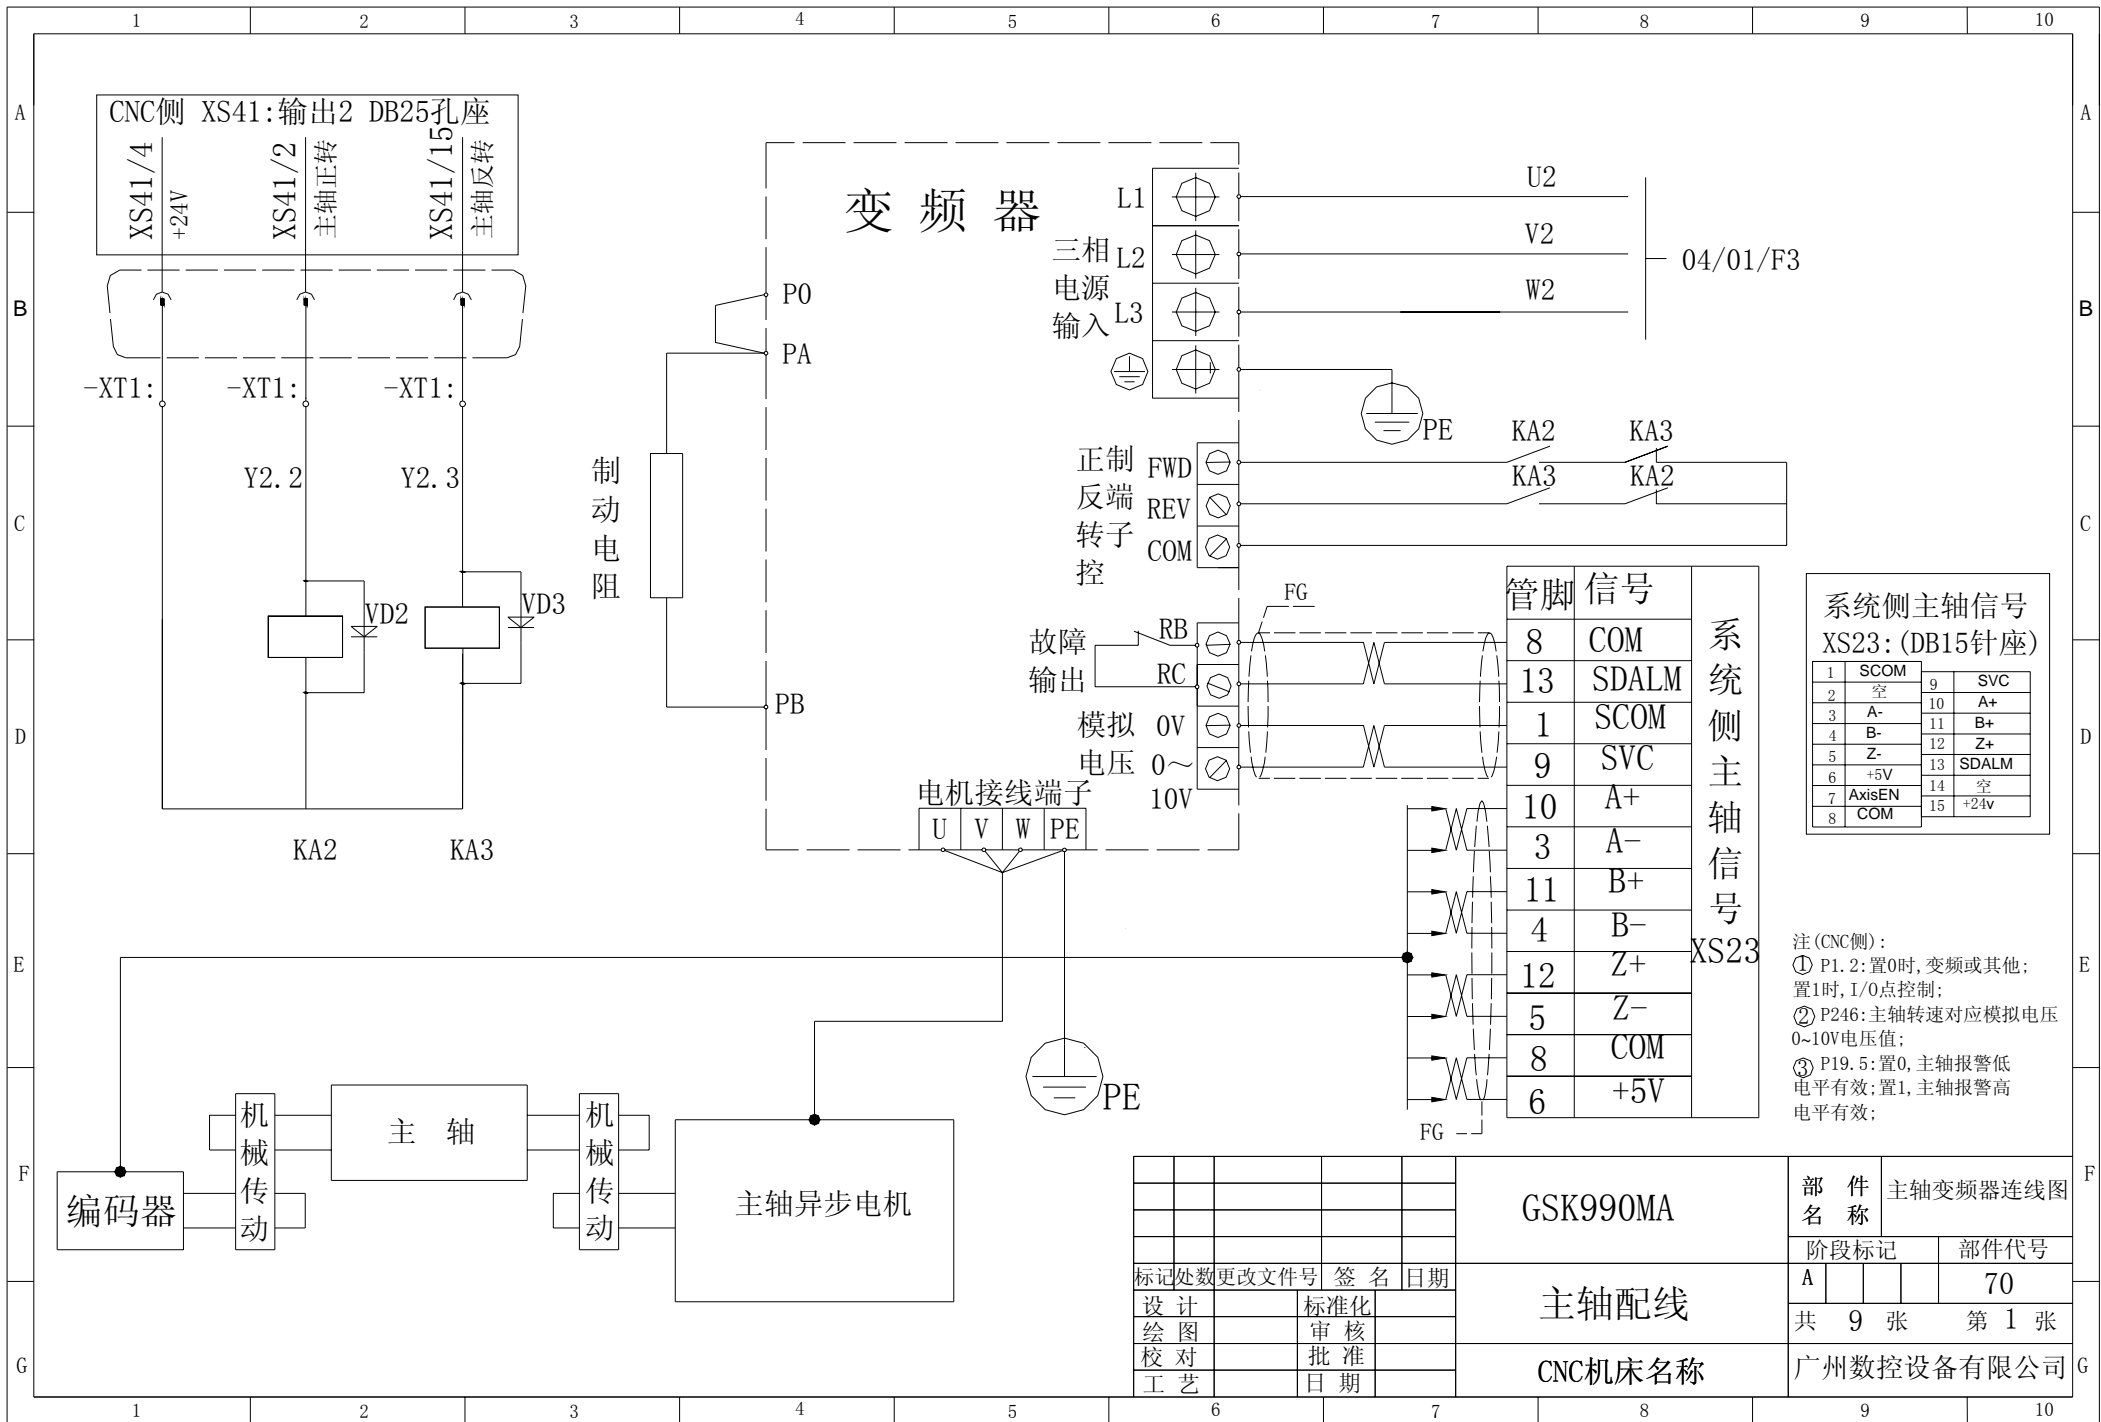 1 2 3 4 5 6 7 8 9 10
A
B
C
D
E
F
G
A
B
C
D
E
F
G
1 2 3 4 5 6 7 8 9 10
CNC侧 XS41:输出2 DB25孔座
XS41/4
+24V
XS41/2
主轴正转
XS41/15
主轴反转
-XT1:
-XT1:
-XT1:
Y2.2
Y2.3
VD2
VD3
KA2
KA3
制动电阻
变频器
P0
PA
PB
L1
L2
L3
三相
电源
输入
U2
V2
W2
04/01/F3
PE
正制
反端
转子
控
FWD
REV
COM
KA2
KA3
KA3
KA2
故障
输出
RB
RC
模拟
电压
0V
0～
10V
FG
电机接线端子
U V W PE
PE
管脚 信号
8 COM
13 SDALM
1 SCOM
9 SVC
10 A+
3 A-
11 B+
4 B-
12 Z+
5 Z-
8 COM
6 +5V
系统侧主轴信号
XS23
FG
系统侧主轴信号
XS23:(DB15针座)
1 SCOM
2 空
3 A-
4 B-
5 Z-
6 +5V
7 AxisEN
8 COM
9 SVC
10 A+
11 B+
12 Z+
13 SDALM
14 空
15 +24v
注(CNC侧):
① P1.2:置0时,变频或其他;
置1时,I/O点控制;
② P246:主轴转速对应模拟电压
0~10V电压值;
③ P19.5:置0,主轴报警低
电平有效;置1,主轴报警高
电平有效;
编码器
机械传动
主 轴
机械传动
主轴异步电机
标记 处数 更改文件号 签 名 日期
设 计 标准化
绘 图 审 核
校 对 批 准
工 艺 日 期
GSK990MA
主轴配线
CNC机床名称
部 件
名 称
主轴变频器连线图
阶段标记 部件代号
A 70
共 9 张 第 1 张
广州数控设备有限公司